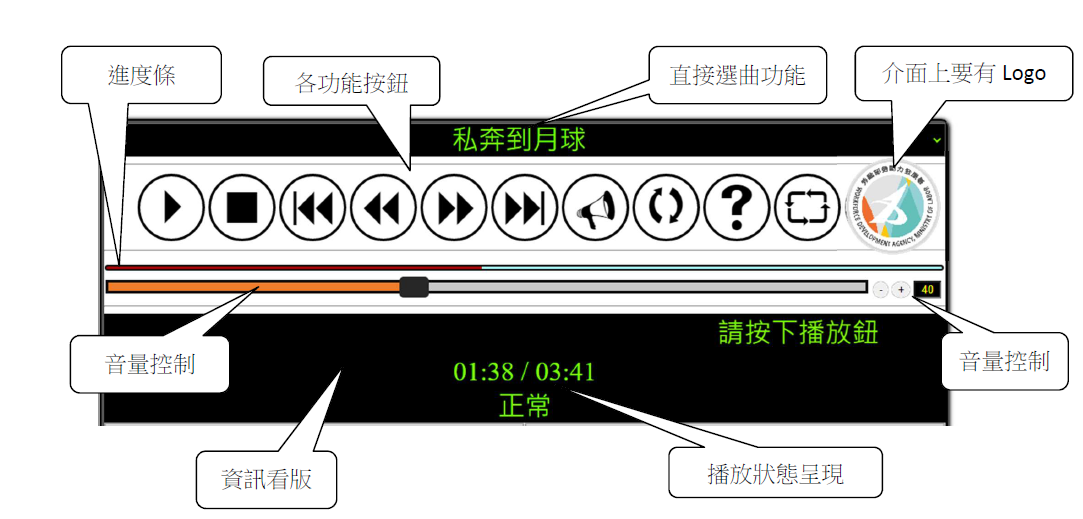 進度條
各功能按鈕
直接選曲功能
介面上要有 Logo
私奔到月球
勞動部勞動力發展署
WORKFORCE DEVELOPMENT AGENCY, MINISTRY OF LABOR
-
+
40
請按下播放鈕
音量控制
音量控制
01:38 / 03:41
正常
資訊看版
播放狀態呈現